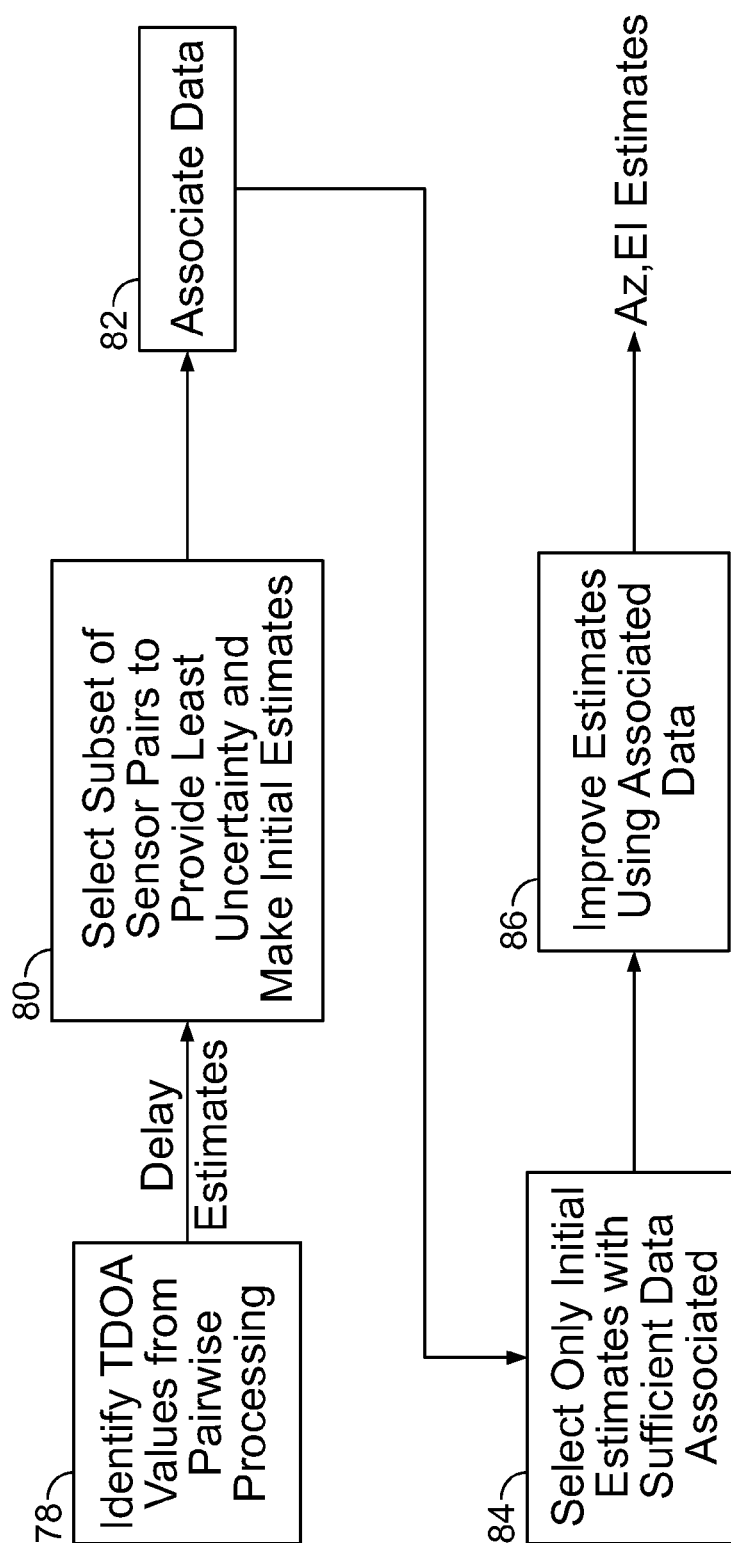 78
Identify TDOA
Values from
Pairwise
Processing
Delay
Estimates
80
Select Subset of
Sensor Pairs to
Provide Least
Uncertainty and
Make Initial Estimates
82
Associate Data
84
Select Only Initial
Estimates with
Sufficient Data
Associated
86
Improve Estimates
Using Associated
Data
Az,El Estimates